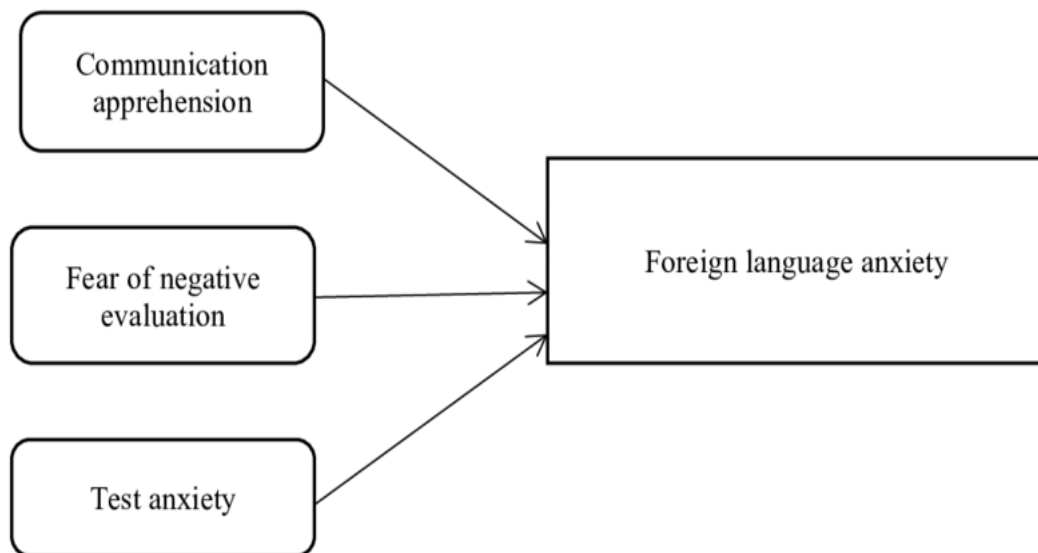 Communication
apprehension
Fear of negative
evaluation
Test anxiety
Foreign language anxiety